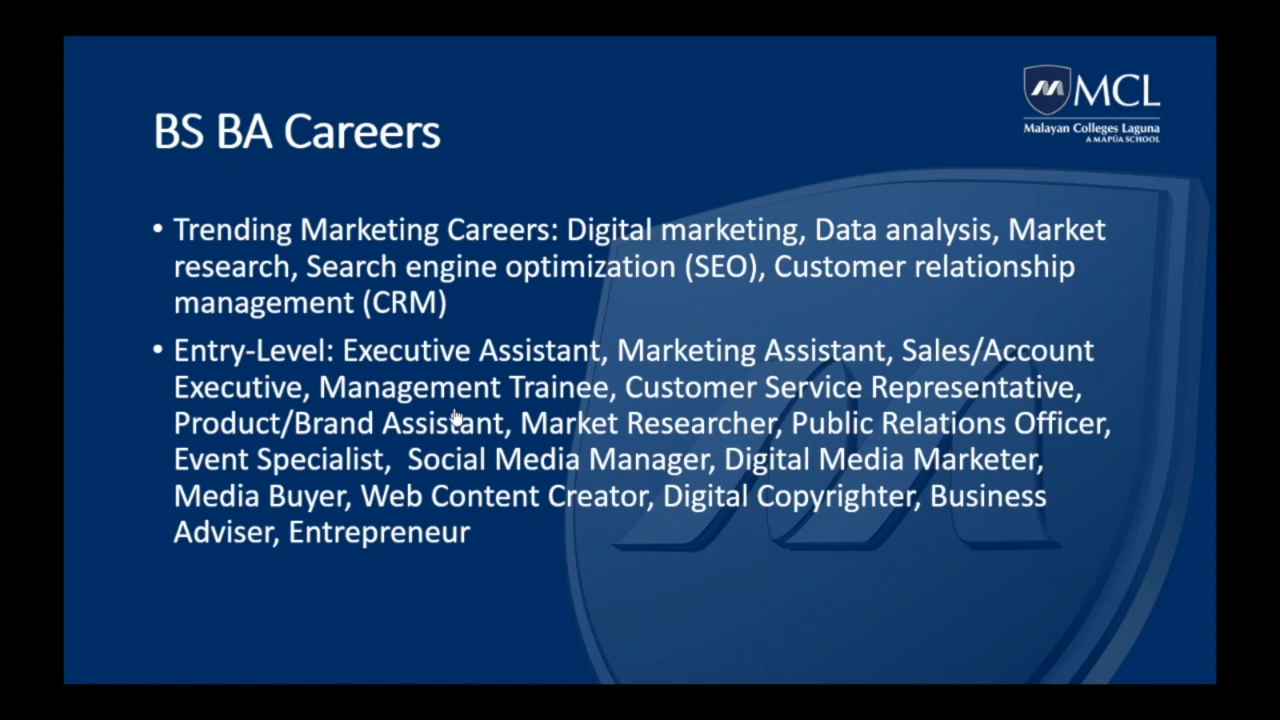 MCL
Malayan Colleges Laguna
A MAPÚA SCHOOL
BS BA Careers
• Trending Marketing Careers: Digital marketing, Data analysis, Market
research, Search engine optimization (SEO), Customer relationship
management (CRM)
• Entry-Level: Executive Assistant, Marketing Assistant, Sales/Account
Executive, Management Trainee, Customer Service Representative,
Product/Brand Assistant, Market Researcher, Public Relations Officer,
Event Specialist,  Social Media Manager, Digital Media Marketer,
Media Buyer, Web Content Creator, Digital Copyrighter, Business
Adviser, Entrepreneur